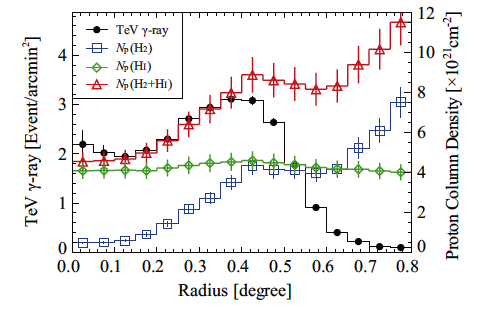 TeV γ-ray
Np(H2)
Np(HI)
Np(H2+HI)
TeV γ-ray [Event/arcmin²]
4
3
2
1
0
12
10
8
6
4
2
0
Proton Column Density [×10²¹cm⁻²]
0.0 0.1 0.2 0.3 0.4 0.5 0.6 0.7 0.8
Radius [degree]